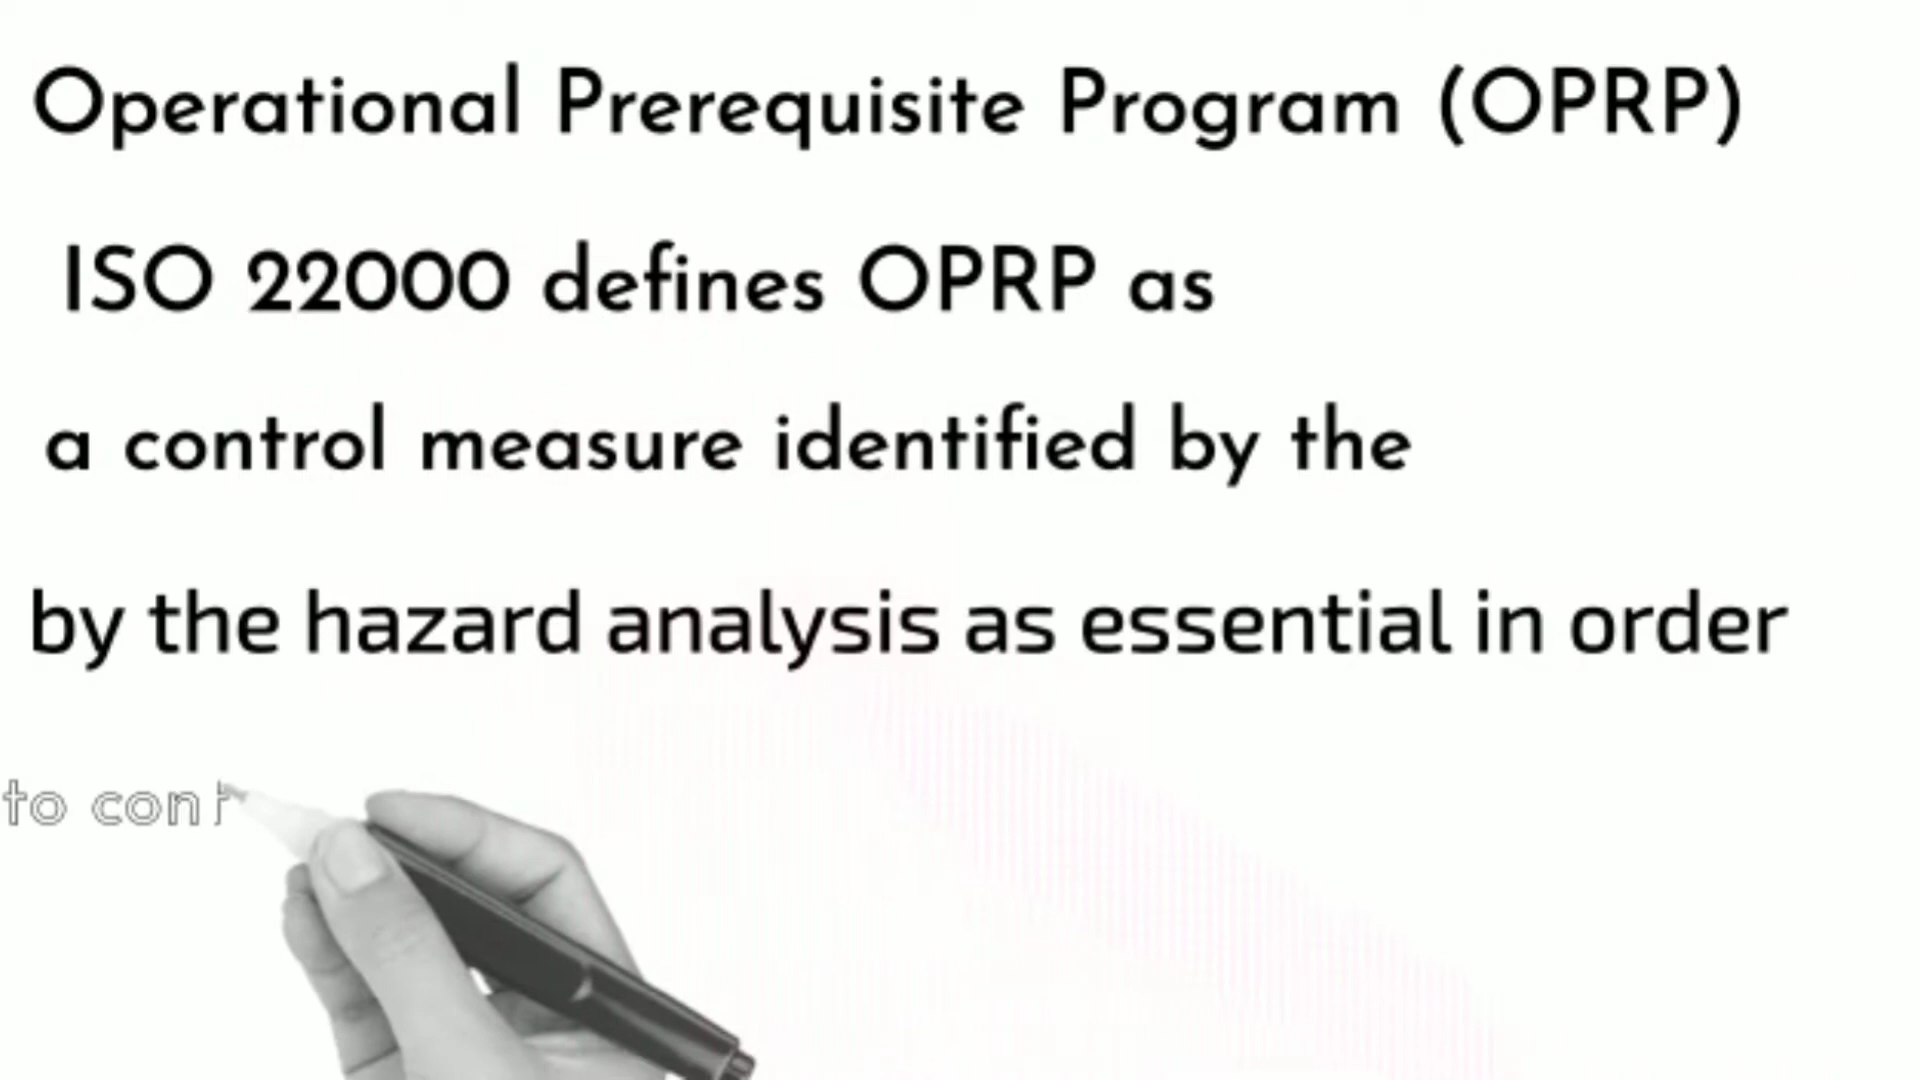 Operational Prerequisite Program (OPRP)
ISO 22000 defines OPRP as
a control measure identified by the
by the hazard analysis as essential in order
to cont